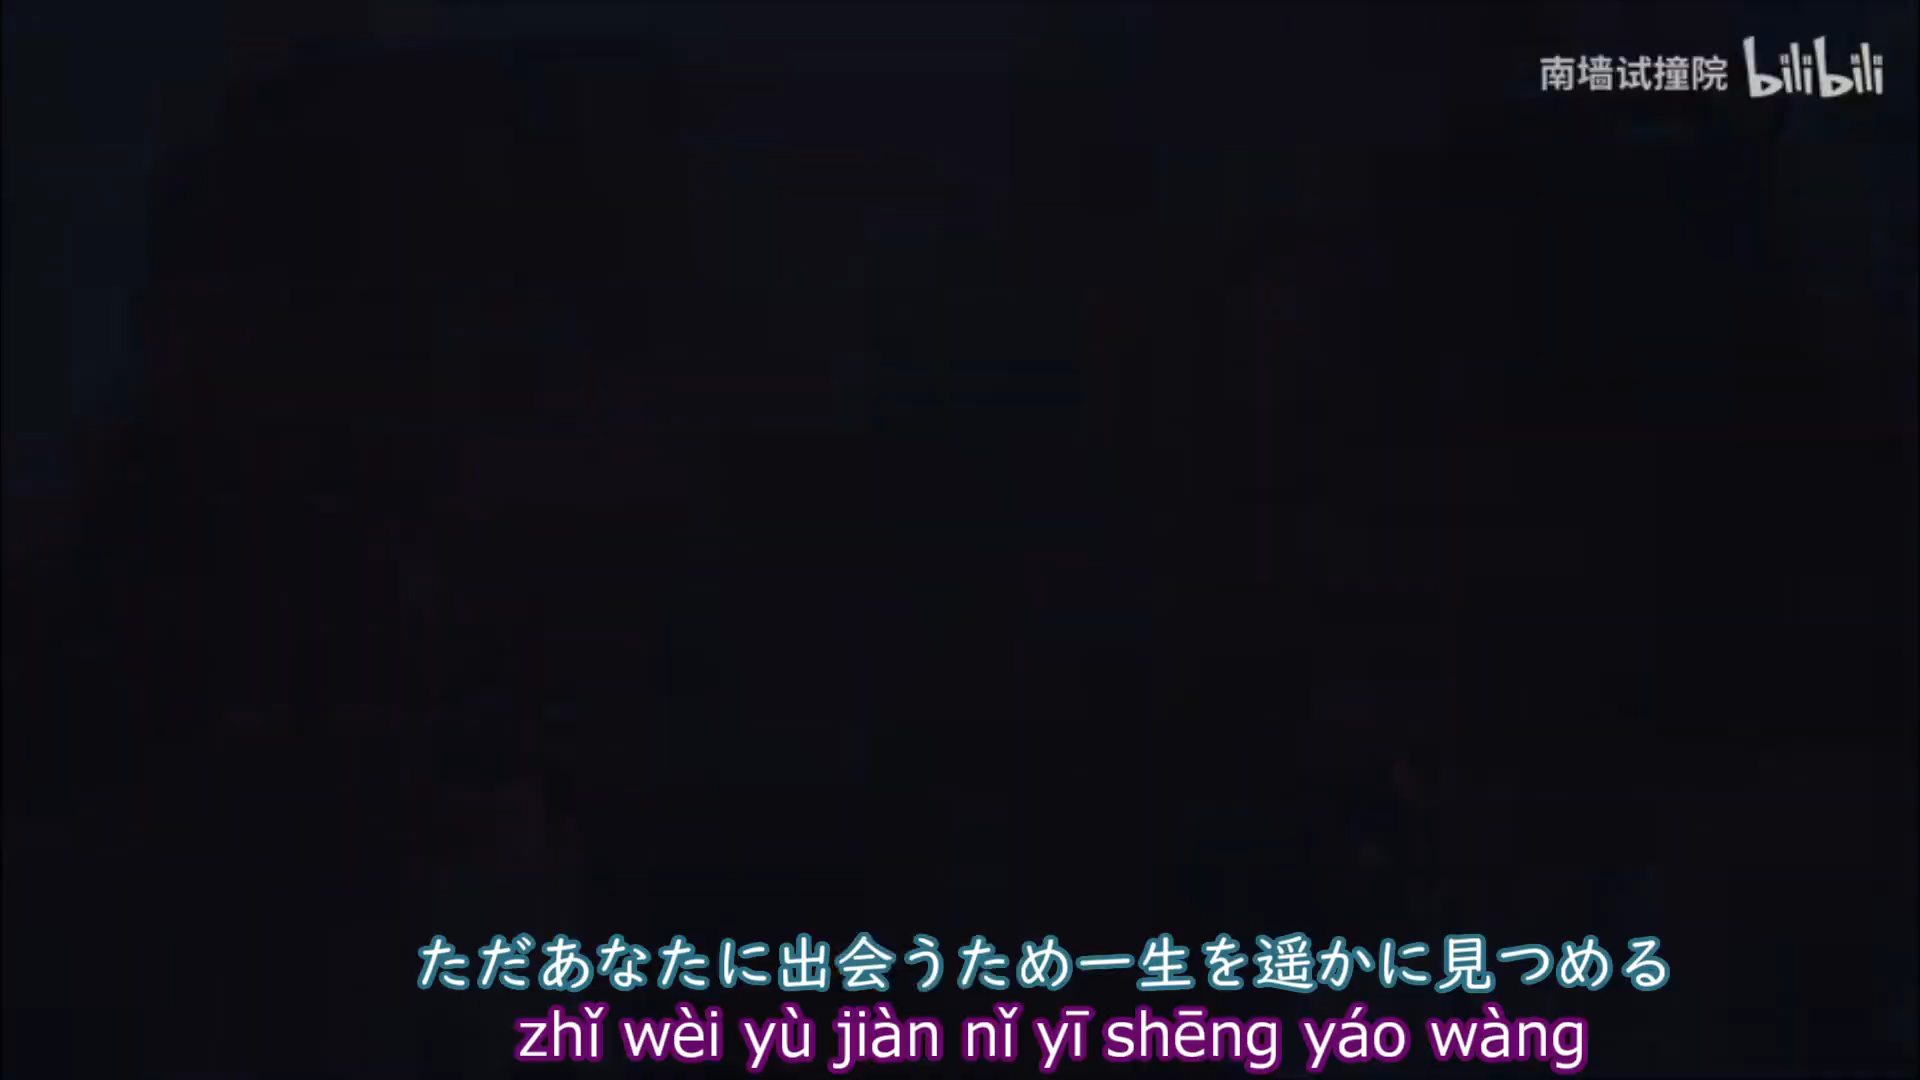 南墙试撞院 bilibili
ただあなたに出会うため一生を遥かに見つめる
zhǐ wèi yù jiàn nǐ yī shēng yáo wàng